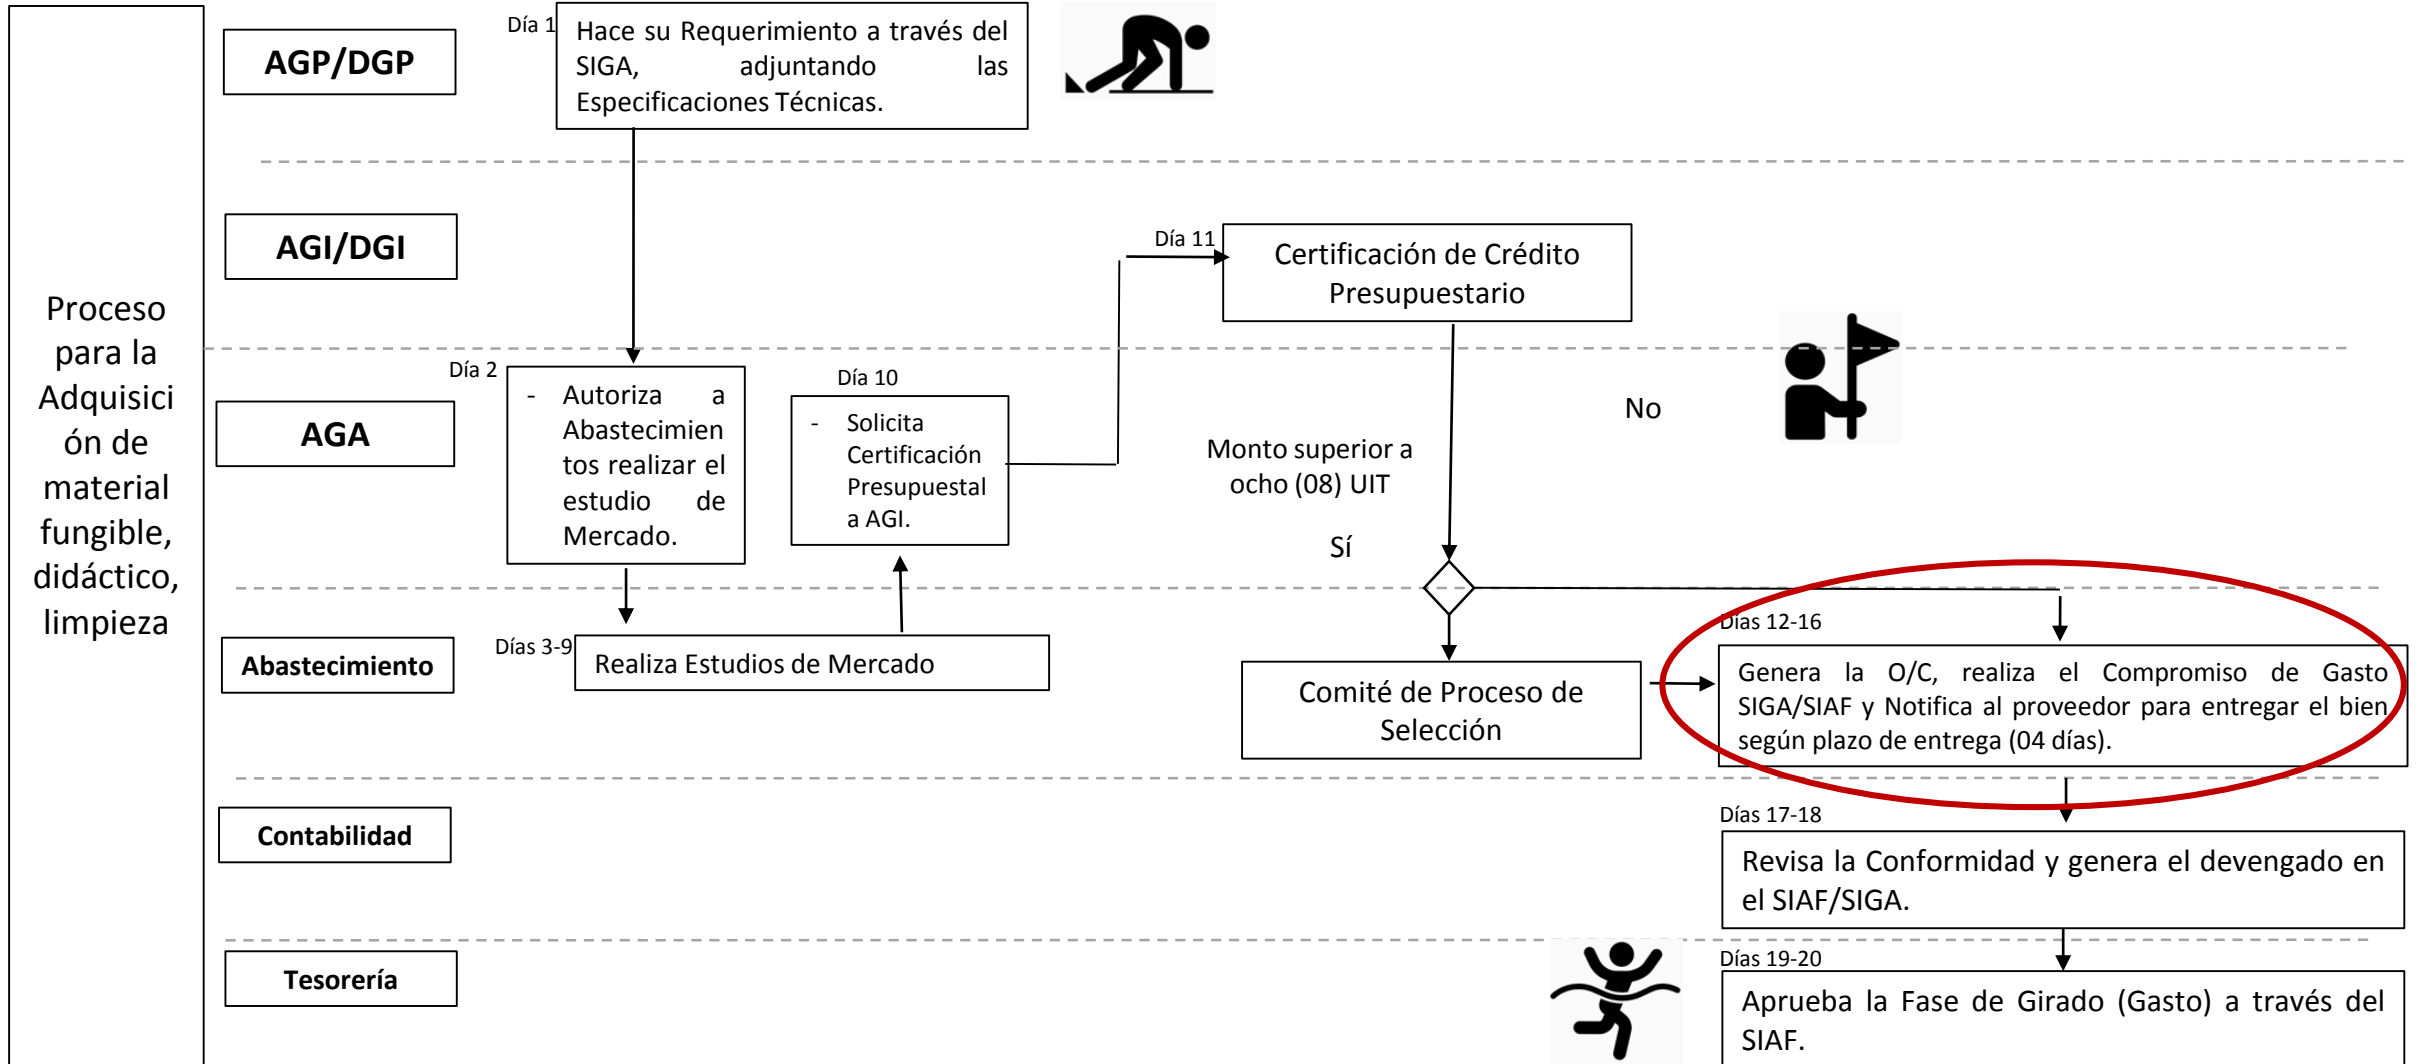 Proceso
para la
Adquisici
ón de
material
fungible,
didáctico,
limpieza
AGP/DGP
Día 1
Hace su Requerimiento a través del
SIGA, adjuntando las
Especificaciones Técnicas.
AGI/DGI
Día 11
Certificación de Crédito
Presupuestario
AGA
Día 2
- Autoriza a
Abastecimien
tos realizar el
estudio de
Mercado.
Día 10
- Solicita
Certificación
Presupuestal
a AGI.
Monto superior a
ocho (08) UIT
No
Sí
Abastecimiento
Días 3-9
Realiza Estudios de Mercado
Comité de Proceso de
Selección
Días 12-16
Genera la O/C, realiza el Compromiso de Gasto
SIGA/SIAF y Notifica al proveedor para entregar el bien
según plazo de entrega (04 días).
Contabilidad
Días 17-18
Revisa la Conformidad y genera el devengado en
el SIAF/SIGA.
Tesorería
Días 19-20
Aprueba la Fase de Girado (Gasto) a través del
SIAF.